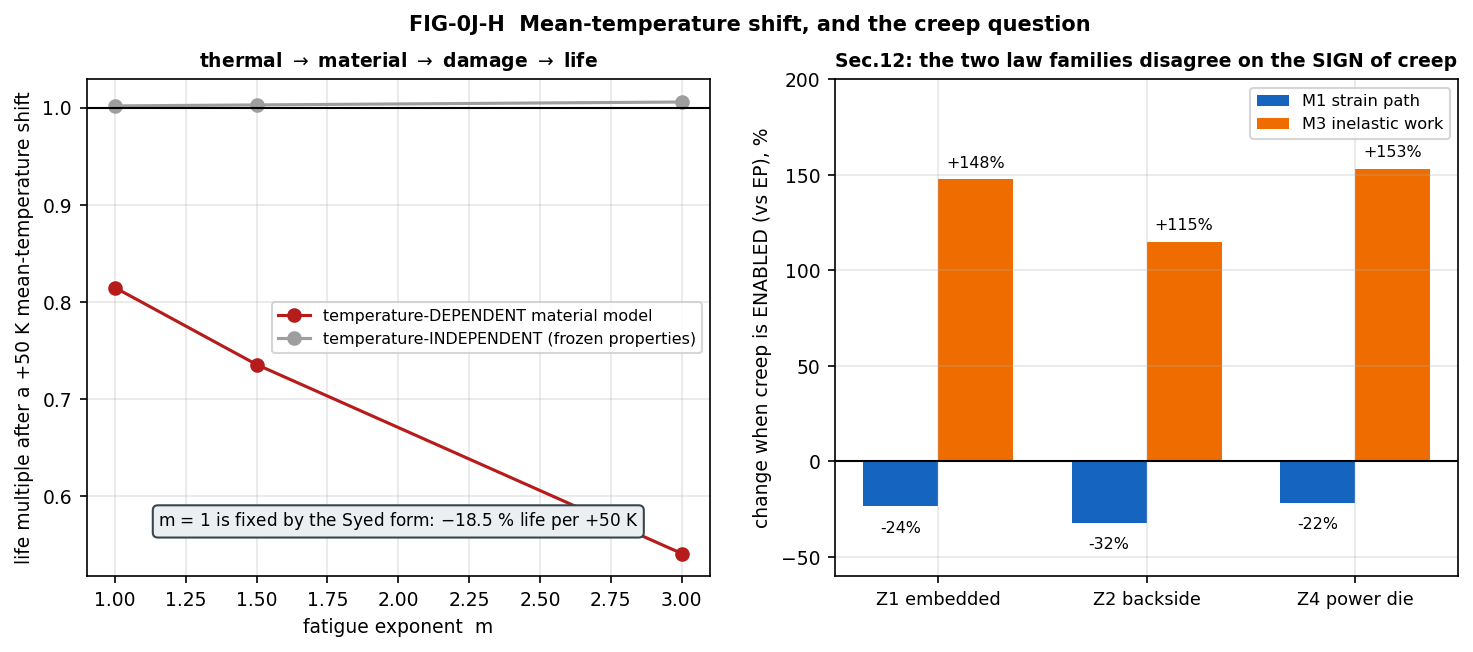 FIG-0J-H  Mean-temperature shift, and the creep question
thermal → material → damage → life
life multiple after a +50 K mean-temperature shift
1.0
0.9
0.8
0.7
0.6
temperature-DEPENDENT material model
temperature-INDEPENDENT (frozen properties)
m = 1 is fixed by the Syed form: −18.5 % life per +50 K
1.00 1.25 1.50 1.75 2.00 2.25 2.50 2.75 3.00
fatigue exponent  m
Sec.12: the two law families disagree on the SIGN of creep
change when creep is ENABLED (vs EP), %
200
150
100
50
0
−50
M1 strain path
M3 inelastic work
+148%
+115%
+153%
-24%
-32%
-22%
Z1 embedded
Z2 backside
Z4 power die